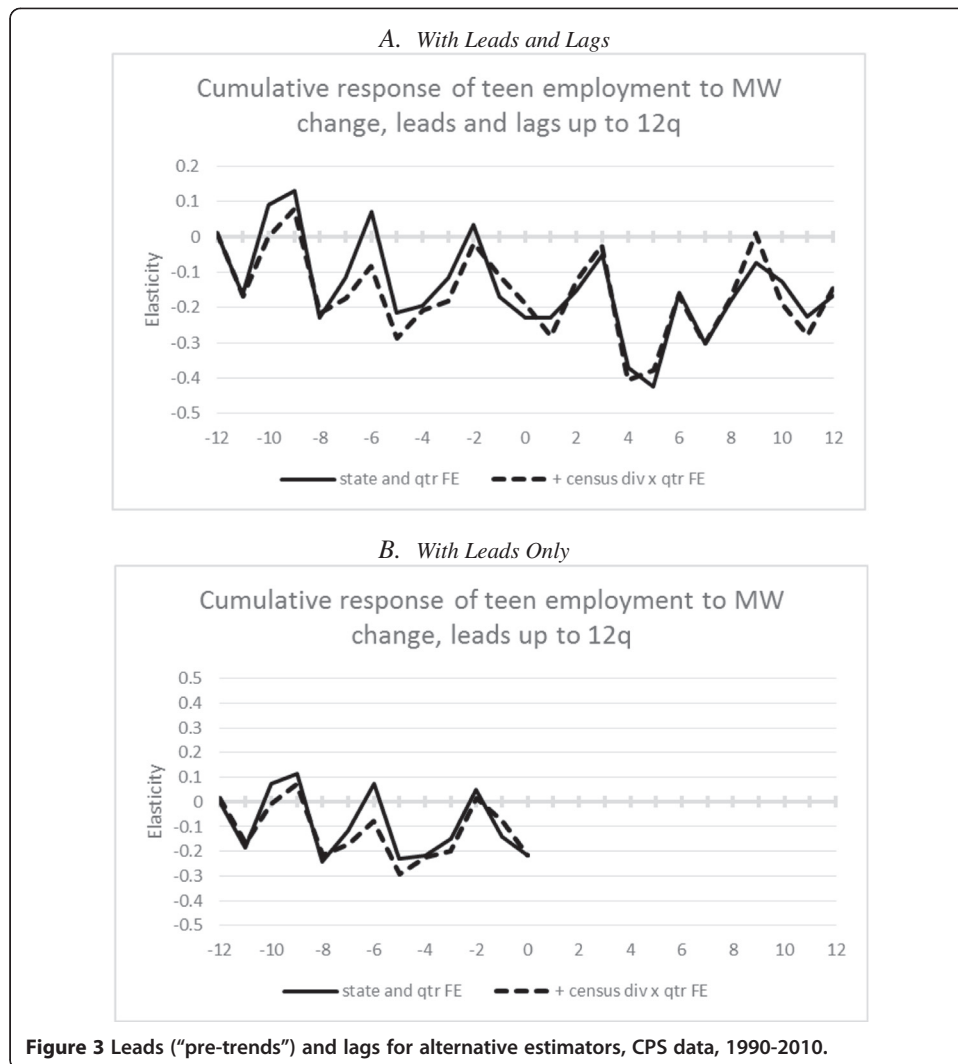 A. With Leads and Lags
Cumulative response of teen employment to MW
change, leads and lags up to 12q
Elasticity
0.2
0.1
0
-0.1
-0.2
-0.3
-0.4
-0.5
-12 -10 -8 -6 -4 -2 0 2 4 6 8 10 12
state and qtr FE + census div x qtr FE
B. With Leads Only
Cumulative response of teen employment to MW
change, leads up to 12q
Elasticity
0.5
0.4
0.3
0.2
0.1
0
-0.1
-0.2
-0.3
-0.4
-0.5
-12 -10 -8 -6 -4 -2 0 2 4 6 8 10 12
state and qtr FE + census div x qtr FE
Figure 3 Leads ("pre-trends") and lags for alternative estimators, CPS data, 1990-2010.